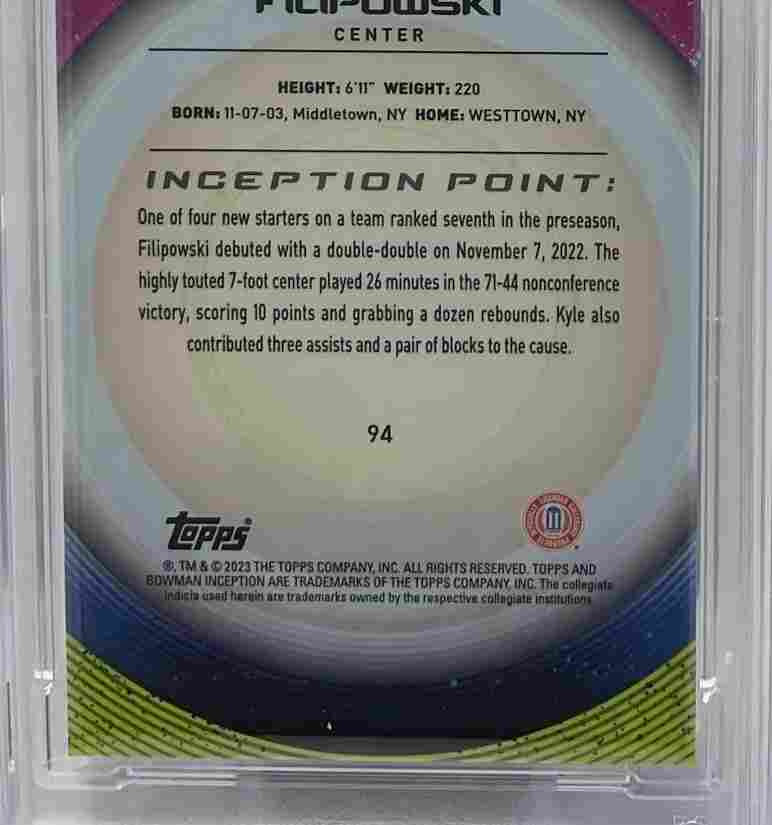 FILIPOWSKI
CENTER
HEIGHT: 6'11" WEIGHT: 220
BORN: 11-07-03, Middletown, NY HOME: WESTTOWN, NY
INCEPTION POINT:
One of four new starters on a team ranked seventh in the preseason,
Filipowski debuted with a double-double on November 7, 2022. The
highly touted 7-foot center played 26 minutes in the 71-44 nonconference
victory, scoring 10 points and grabbing a dozen rebounds. Kyle also
contributed three assists and a pair of blocks to the cause.
94
Topps®
®, TM & © 2023 THE TOPPS COMPANY, INC. ALL RIGHTS RESERVED. TOPPS AND
BOWMAN INCEPTION ARE TRADEMARKS OF THE TOPPS COMPANY, INC. The collegiate
indicia used herein are trademarks owned by the respective collegiate institutions.